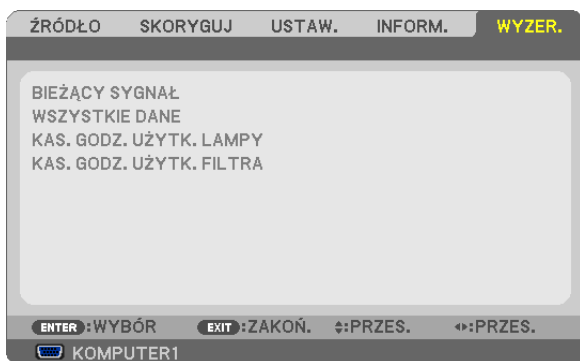 ŹRÓDŁO SKORYGUJ USTAW. INFORM. WYZER.
BIEŻĄCY SYGNAŁ
WSZYSTKIE DANE
KAS. GODZ. UŻYTK. LAMPY
KAS. GODZ. UŻYTK. FILTRA
ENTER :WYBÓR EXIT :ZAKOŃ. :PRZES. :PRZES.
KOMPUTER1